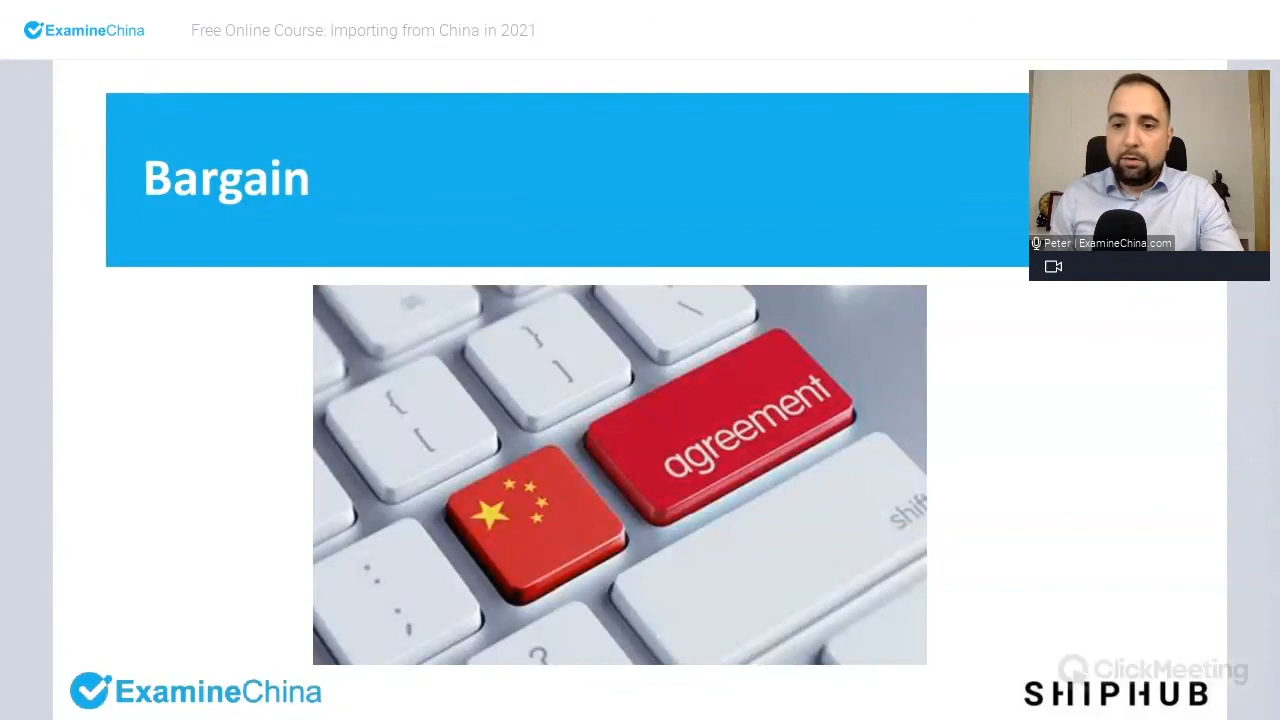 ExamineChina
Free Online Course: Importing from China in 2021
Bargain
Peter | ExamineChina.com
agreement
shift
?
ExamineChina
ClickMeeting
SHIPHUB